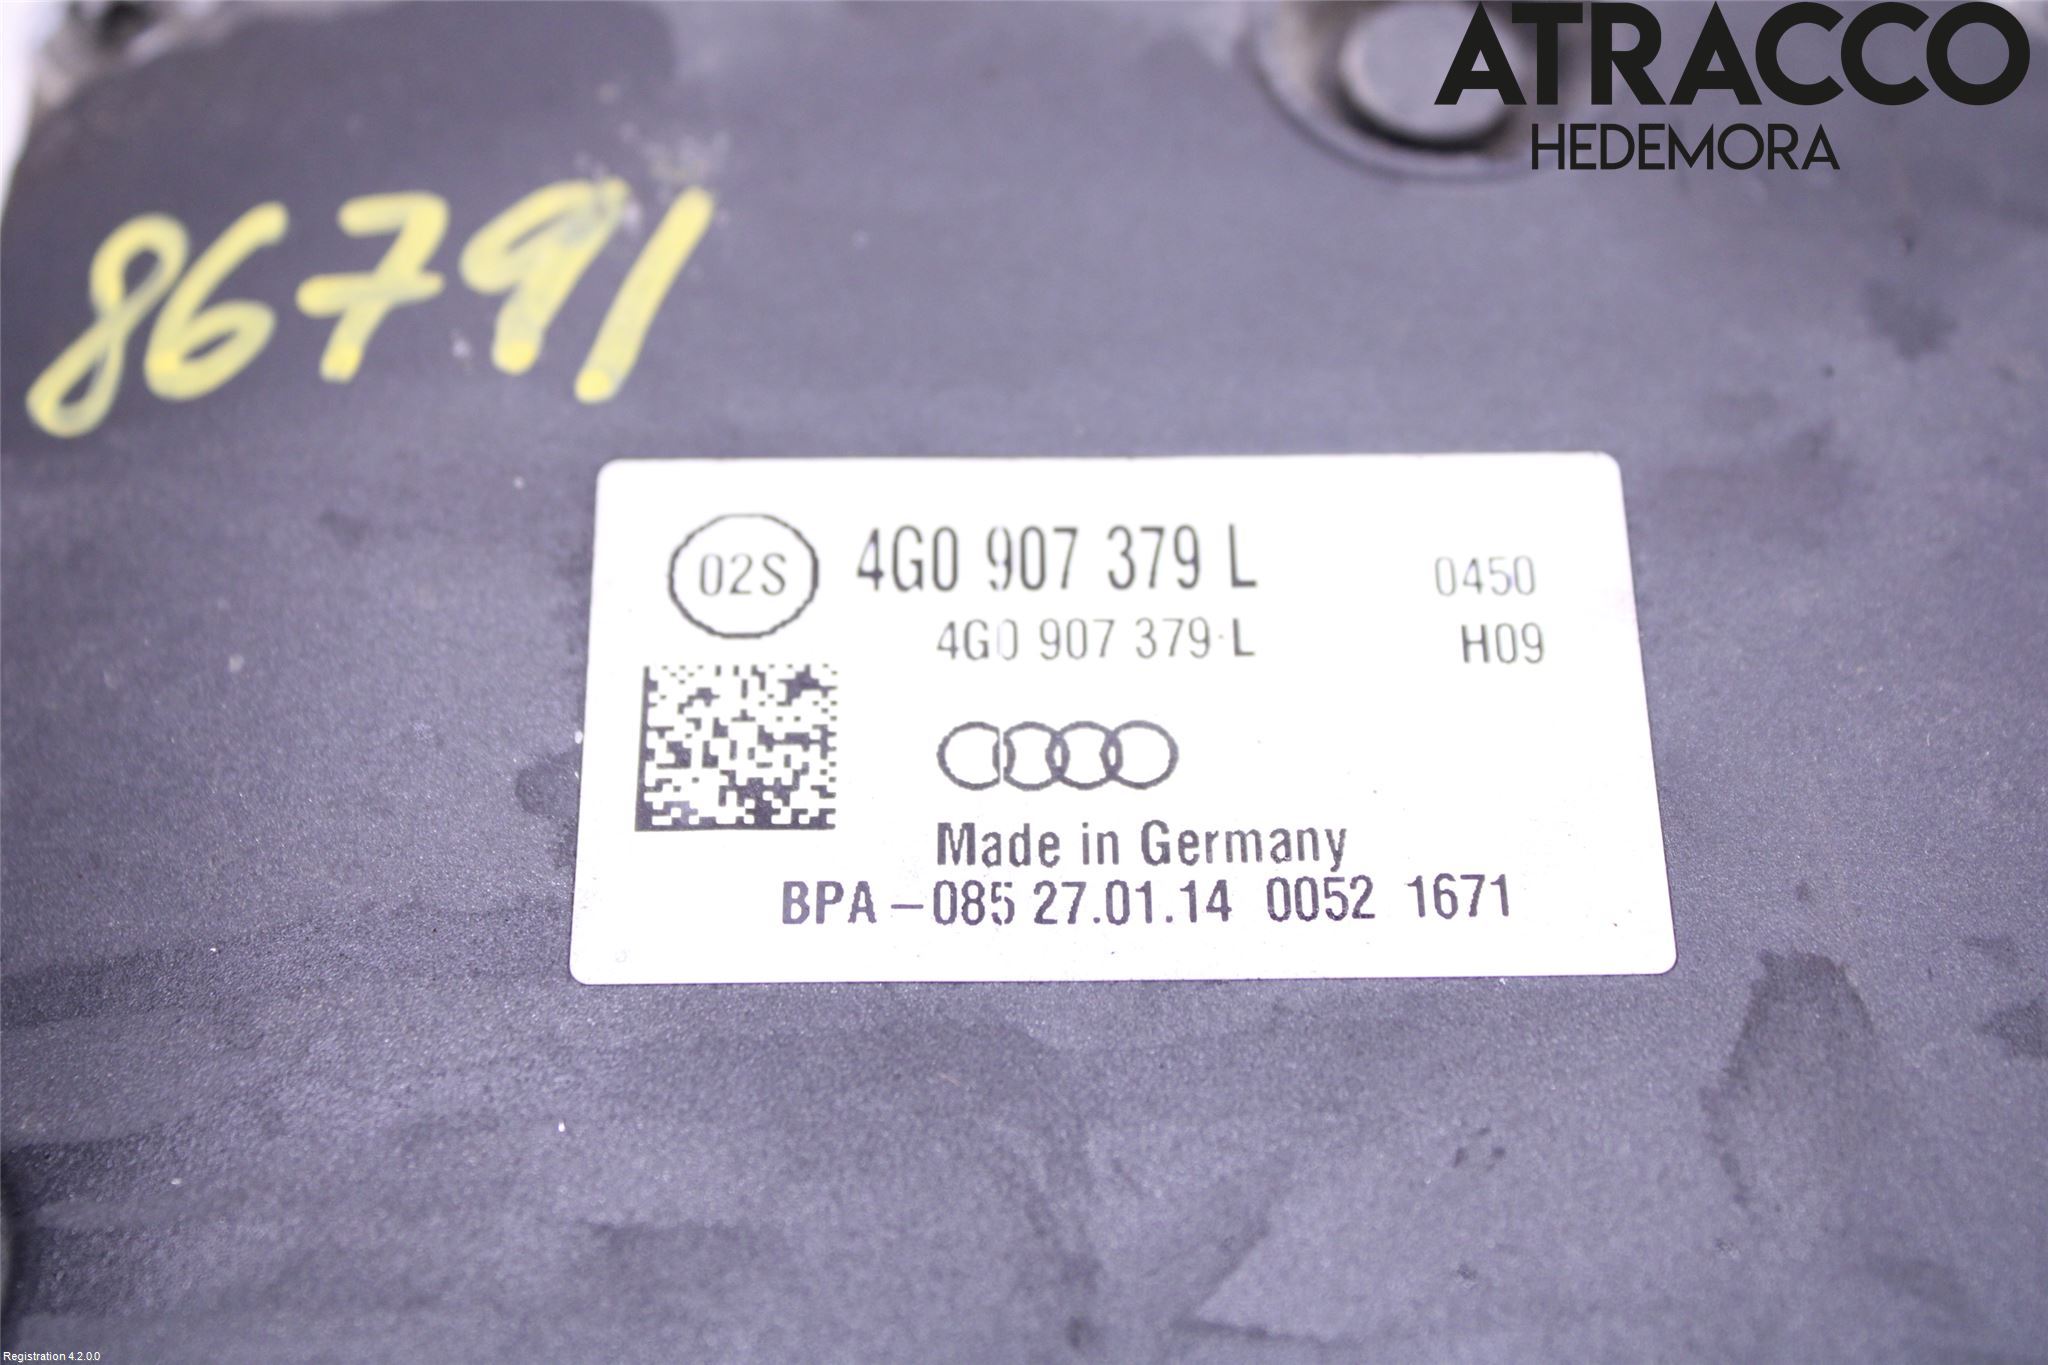 ATRACCO
HEDEMORA
86791
02S 4G0 907 379 L 0450
4G0 907 379 L H09
Made in Germany
BPA -085 27.01.14 0052 1671
Registration 4.2.0.0